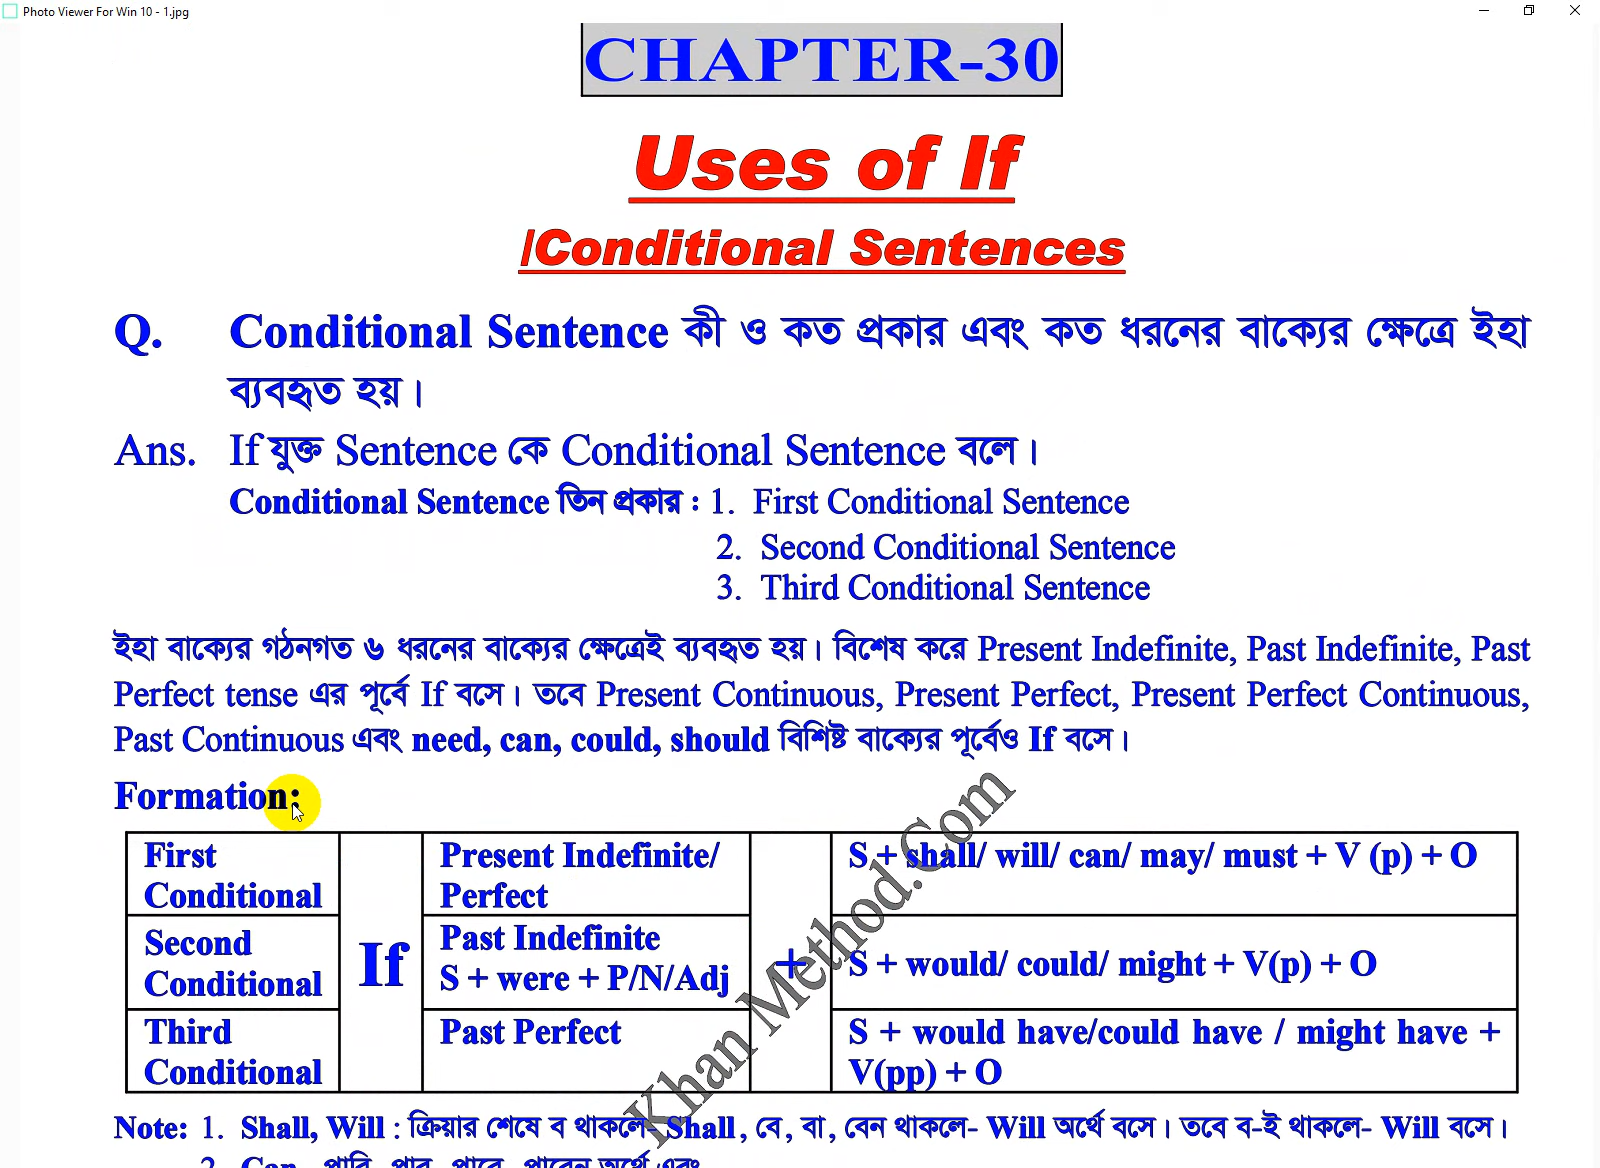 Photo Viewer For Win 10 - 1.jpg
CHAPTER-30
Uses of If
/Conditional Sentences
Q. Conditional Sentence কী ও কত প্রকার এবং কত ধরনের বাক্যের ক্ষেত্রে ইহা
ব্যবহৃত হয়।
Ans. If যুক্ত Sentence কে Conditional Sentence বলে।
Conditional Sentence তিন প্রকার : 1. First Conditional Sentence
2. Second Conditional Sentence
3. Third Conditional Sentence
ইহা বাক্যের গঠনগত ৬ ধরনের বাক্যের ক্ষেত্রেই ব্যবহৃত হয়। বিশেষ করে Present Indefinite, Past Indefinite, Past
Perfect tense এর পূর্বে If বসে। তবে Present Continuous, Present Perfect, Present Perfect Continuous,
Past Continuous এবং need, can, could, should বিশিষ্ট বাক্যের পূর্বেও If বসে।
Formation:
First
Conditional
Second
Conditional
Third
Conditional
If
Present Indefinite/
Perfect
Past Indefinite
S + were + P/N/Adj
Past Perfect
+
S + shall/ will/ can/ may/ must + V (p) + O
S + would/ could/ might + V(p) + O
S + would have/could have / might have +
V(pp) + O
Khan Method.Com
Note: 1. Shall, Will : ক্রিয়ার শেষে ব থাকলে- Shall, বে, বা, বেন থাকলে- Will অর্থে বসে। তবে ব-ই থাকলে- Will বসে।
2. Can